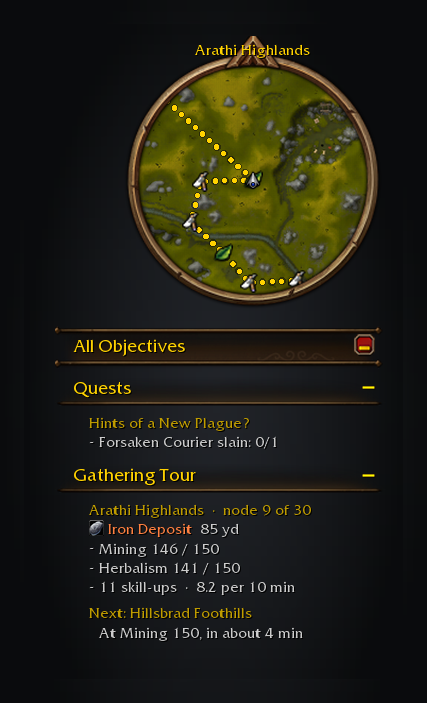 Arathi Highlands
All Objectives
Quests
Hints of a New Plague?
- Forsaken Courier slain: 0/1
Gathering Tour
Arathi Highlands · node 9 of 30
Iron Deposit 85 yd
- Mining 146 / 150
- Herbalism 141 / 150
- 11 skill-ups · 8.2 per 10 min
Next: Hillsbrad Foothills
At Mining 150, in about 4 min